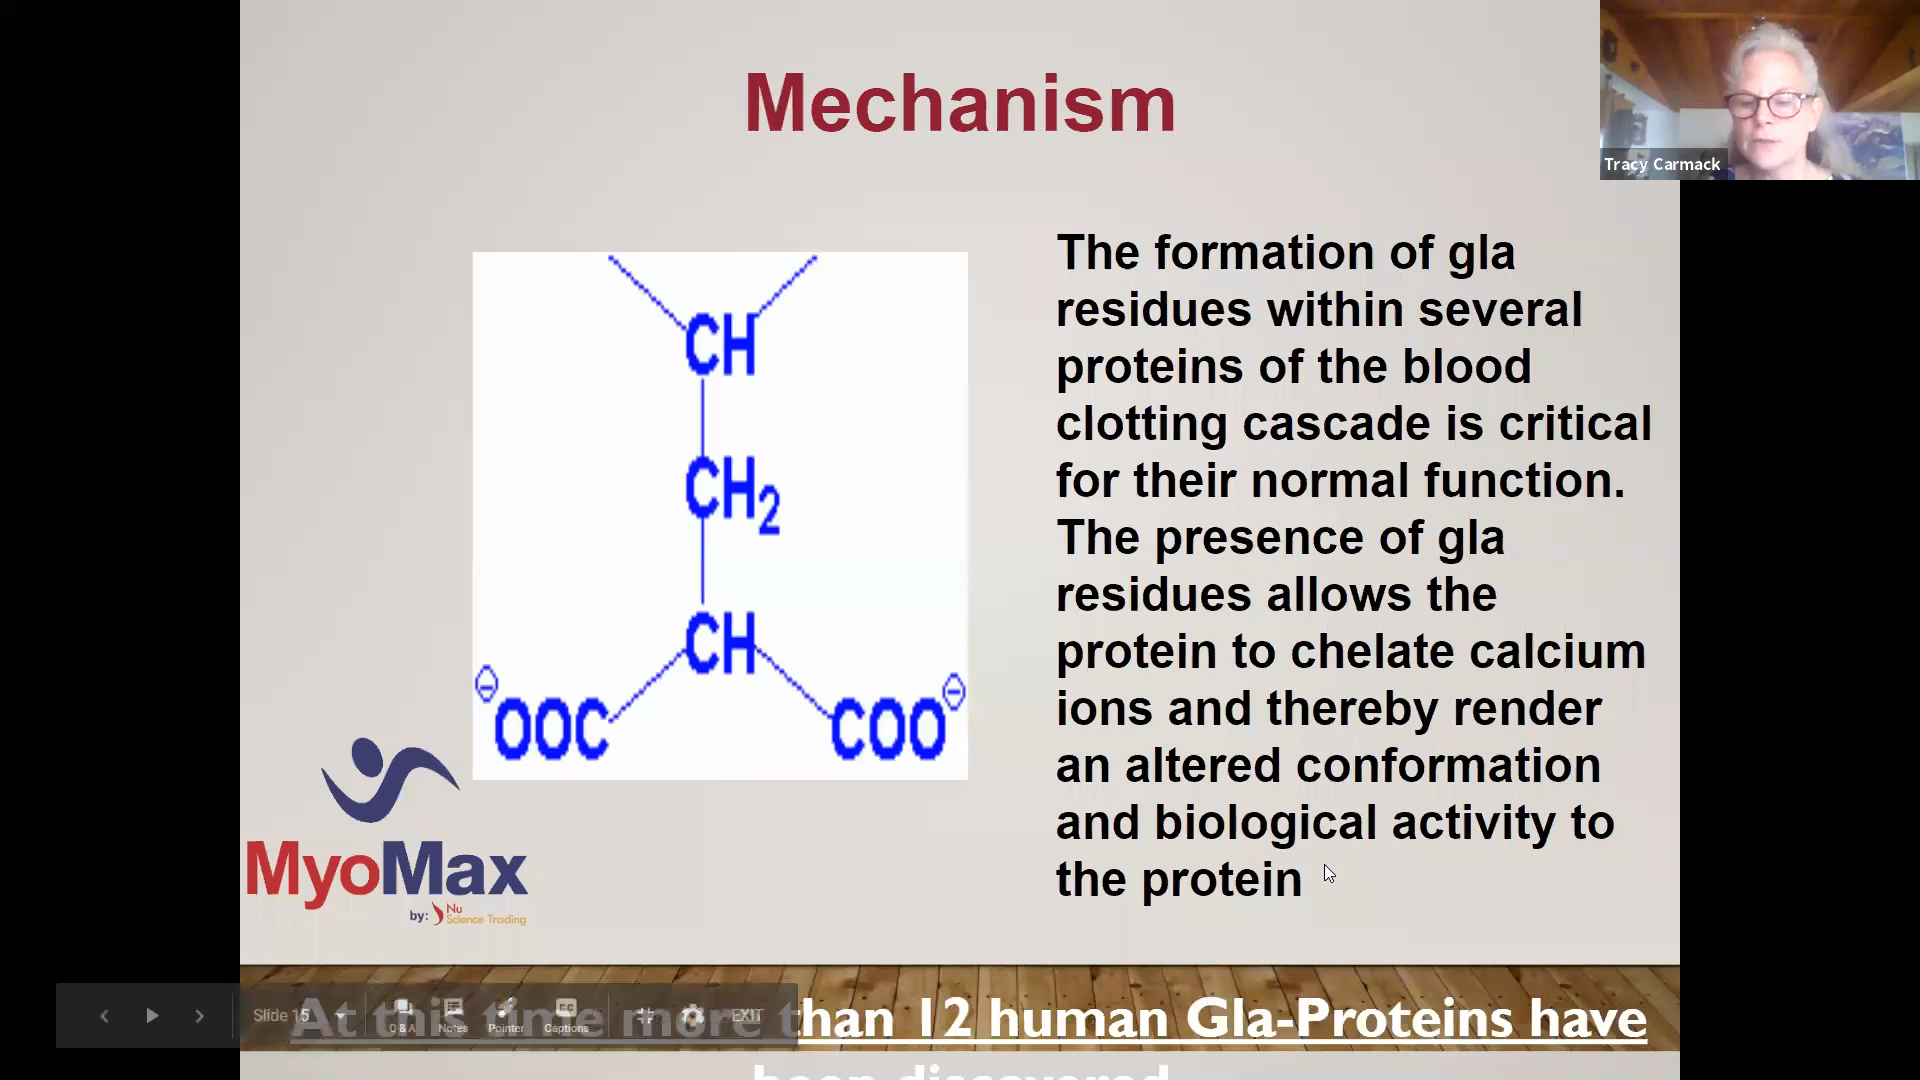 Mechanism
Tracy Carmack
The formation of gla
residues within several
proteins of the blood
clotting cascade is critical
for their normal function.
The presence of gla
residues allows the
protein to chelate calcium
ions and thereby render
an altered conformation
and biological activity to
the protein
CH
CH2
CH
⊖OOC
COO⊖
MyoMax
by: Nu
Science Trading
At this time more than 12 human Gla-Proteins have
been discovered
Slide 15
Q & A
Notes
Pointer
Captions
EXIT